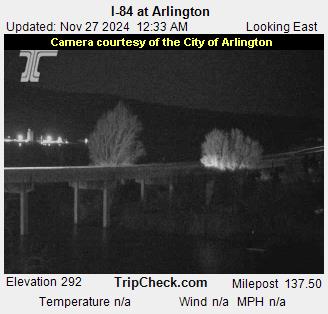 I-84 at Arlington
Updated: Nov 27 2024 12:33 AM Looking East
Camera courtesy of the City of Arlington
Elevation 292 TripCheck.com Milepost 137.50
Temperature n/a Wind n/a MPH n/a